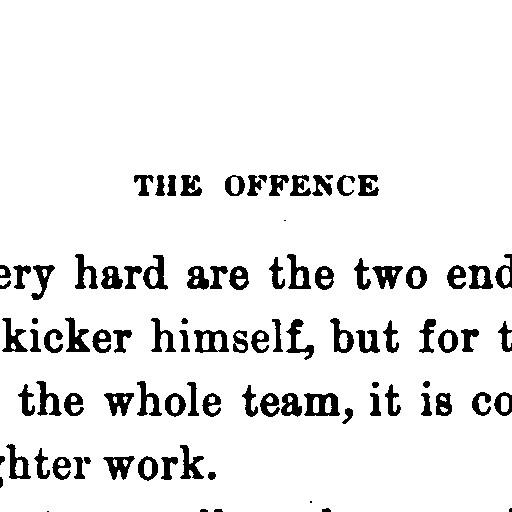 THE OFFENCE
ery hard are the two end
kicker himself, but for t
the whole team, it is co
ghter work.